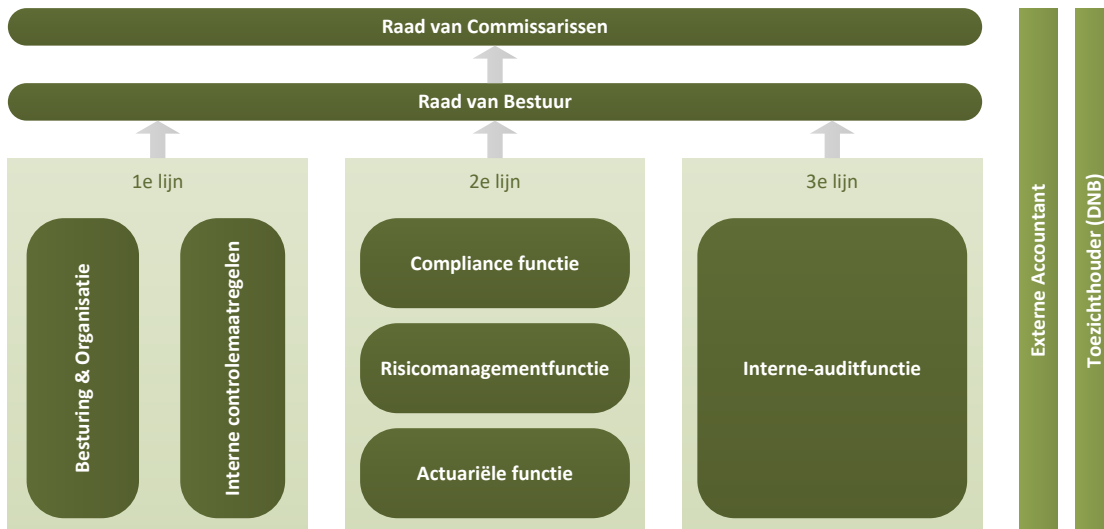 Raad van Commissarissen
Raad van Bestuur
1e lijn
Besturing & Organisatie
Interne controlemaatregelen
2e lijn
Compliance functie
Risicomanagementfunctie
Actuariële functie
3e lijn
Interne-auditfunctie
Externe Accountant
Toezichthouder (DNB)